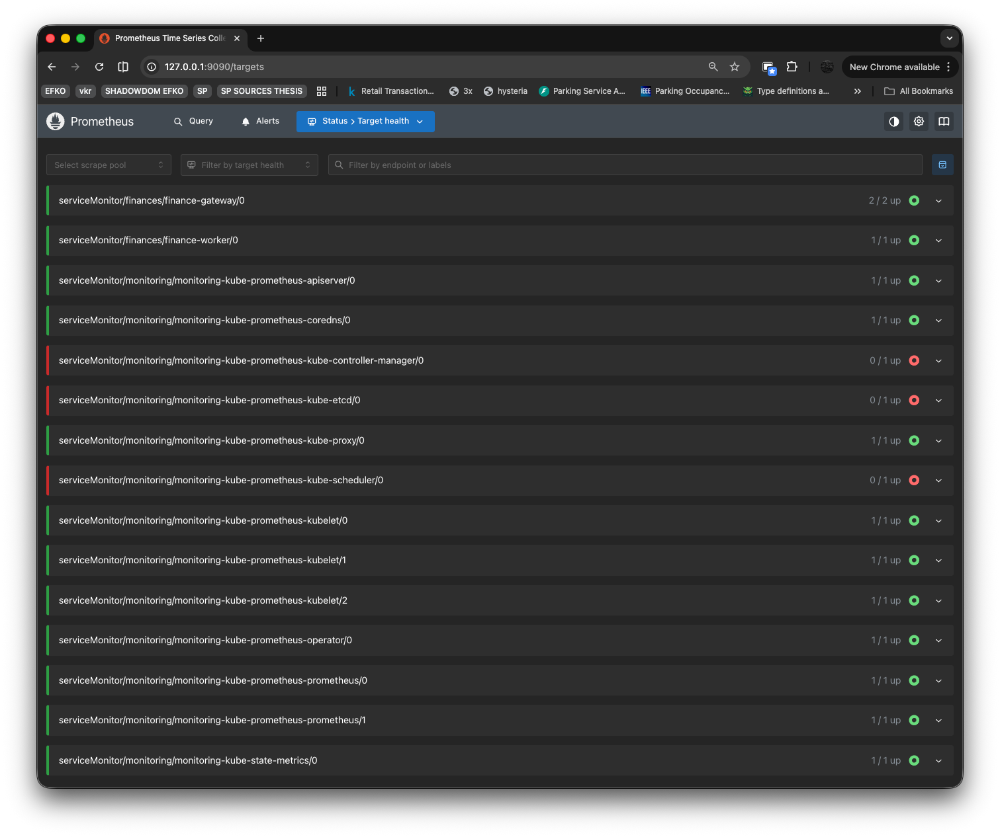 Prometheus Time Series Colle
127.0.0.1:9090/targets
New Chrome available
EFKO
vkr
SHADOWDOM EFKO
SP
SP SOURCES THESIS
Retail Transaction...
3x
hysteria
Parking Service A...
IEEE
Parking Occupanc...
Type definitions a...
All Bookmarks
Prometheus
Query
Alerts
Status > Target health
Select scrape pool
Filter by target health
Filter by endpoint or labels
serviceMonitor/finances/finance-gateway/0 2 / 2 up
serviceMonitor/finances/finance-worker/0 1 / 1 up
serviceMonitor/monitoring/monitoring-kube-prometheus-apiserver/0 1 / 1 up
serviceMonitor/monitoring/monitoring-kube-prometheus-coredns/0 1 / 1 up
serviceMonitor/monitoring/monitoring-kube-prometheus-kube-controller-manager/0 0 / 1 up
serviceMonitor/monitoring/monitoring-kube-prometheus-kube-etcd/0 0 / 1 up
serviceMonitor/monitoring/monitoring-kube-prometheus-kube-proxy/0 1 / 1 up
serviceMonitor/monitoring/monitoring-kube-prometheus-kube-scheduler/0 0 / 1 up
serviceMonitor/monitoring/monitoring-kube-prometheus-kubelet/0 1 / 1 up
serviceMonitor/monitoring/monitoring-kube-prometheus-kubelet/1 1 / 1 up
serviceMonitor/monitoring/monitoring-kube-prometheus-kubelet/2 1 / 1 up
serviceMonitor/monitoring/monitoring-kube-prometheus-operator/0 1 / 1 up
serviceMonitor/monitoring/monitoring-kube-prometheus-prometheus/0 1 / 1 up
serviceMonitor/monitoring/monitoring-kube-prometheus-prometheus/1 1 / 1 up
serviceMonitor/monitoring/monitoring-kube-state-metrics/0 1 / 1 up